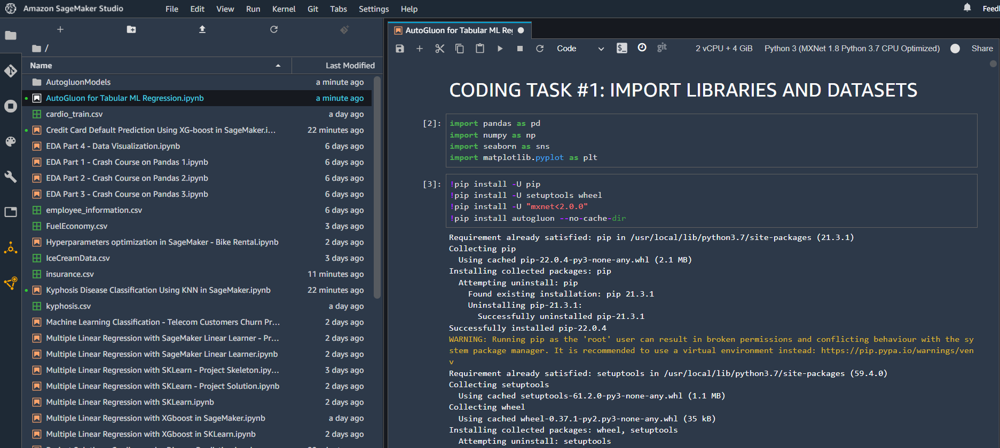 Amazon SageMaker Studio
File Edit View Run Kernel Git Tabs Settings Help
/
Name Last Modified
AutogluonModels a minute ago
AutoGluon for Tabular ML Regression.ipynb a minute ago
cardio_train.csv a day ago
Credit Card Default Prediction Using XG-boost in SageMaker.i... 22 minutes ago
EDA Part 4 - Data Visualization.ipynb 6 days ago
EDA Part 1 - Crash Course on Pandas 1.ipynb 6 days ago
EDA Part 2 - Crash Course on Pandas 2.ipynb 6 days ago
EDA Part 3 - Crash Course on Pandas 3.ipynb 6 days ago
employee_information.csv 6 days ago
FuelEconomy.csv 3 days ago
Hyperparameters optimization in SageMaker - Bike Rental.ipynb 2 days ago
IceCreamData.csv 3 days ago
insurance.csv 11 minutes ago
Kyphosis Disease Classification Using KNN in SageMaker.ipynb 22 minutes ago
kyphosis.csv a day ago
Machine Learning Classification - Telecom Customers Churn Pr... 2 days ago
Multiple Linear Regression with SageMaker Linear Learner - Pr... 2 days ago
Multiple Linear Regression with SageMaker Linear Learner.ipynb 2 days ago
Multiple Linear Regression with SKLearn - Project Skeleton.ipy... 3 days ago
Multiple Linear Regression with SKLearn - Project Solution.ipynb 2 days ago
Multiple Linear Regression with SKLearn.ipynb 2 days ago
Multiple Linear Regression with XGboost in SageMaker.ipynb a day ago
Multiple Linear Regression with XGboost in SKLearn.ipynb 2 days ago
AutoGluon for Tabular ML Reg
Code $_ git 2 vCPU + 4 GiB Python 3 (MXNet 1.8 Python 3.7 CPU Optimized) Share
CODING TASK #1: IMPORT LIBRARIES AND DATASETS
[2]: import pandas as pd
import numpy as np
import seaborn as sns
import matplotlib.pyplot as plt
[3]: !pip install -U pip
!pip install -U setuptools wheel
!pip install -U "mxnet<2.0.0"
!pip install autogluon --no-cache-dir
Requirement already satisfied: pip in /usr/local/lib/python3.7/site-packages (21.3.1)
Collecting pip
Using cached pip-22.0.4-py3-none-any.whl (2.1 MB)
Installing collected packages: pip
Attempting uninstall: pip
Found existing installation: pip 21.3.1
Uninstalling pip-21.3.1:
Successfully uninstalled pip-21.3.1
Successfully installed pip-22.0.4
WARNING: Running pip as the 'root' user can result in broken permissions and conflicting behaviour with the sy
stem package manager. It is recommended to use a virtual environment instead: https://pip.pypa.io/warnings/ven
v
Requirement already satisfied: setuptools in /usr/local/lib/python3.7/site-packages (59.4.0)
Collecting setuptools
Using cached setuptools-61.2.0-py3-none-any.whl (1.1 MB)
Collecting wheel
Using cached wheel-0.37.1-py2.py3-none-any.whl (35 kB)
Installing collected packages: wheel, setuptools
Attempting uninstall: setuptools